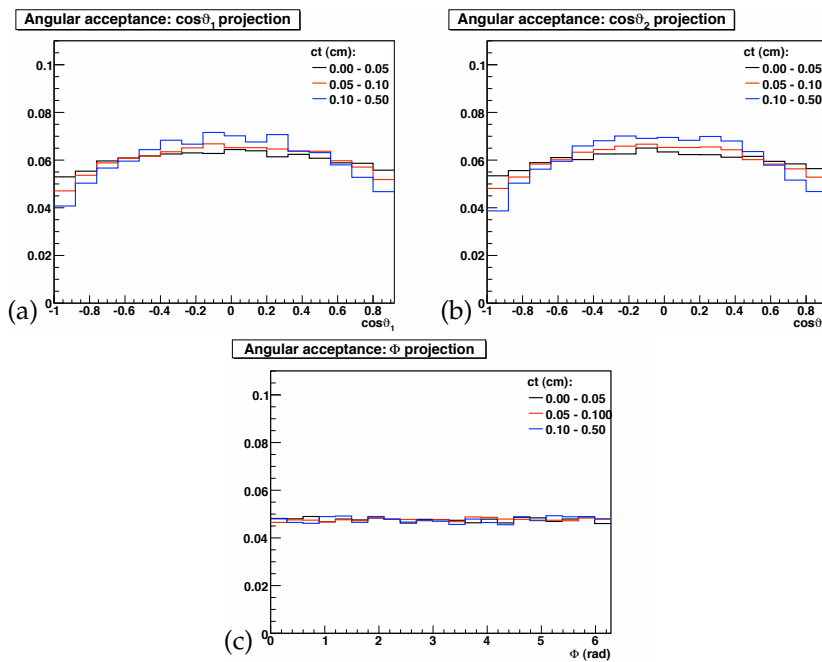 Angular acceptance: cosϑ₁ projection
ct (cm):
0.00 - 0.05
0.05 - 0.10
0.10 - 0.50
0.1
0.08
0.06
0.04
0.02
0
-1 -0.8 -0.6 -0.4 -0.2 0 0.2 0.4 0.6 0.8
cosϑ₁
(a)
Angular acceptance: cosϑ₂ projection
ct (cm):
0.00 - 0.05
0.05 - 0.10
0.10 - 0.50
0.1
0.08
0.06
0.04
0.02
0
-1 -0.8 -0.6 -0.4 -0.2 0 0.2 0.4 0.6 0.8
cosϑ
(b)
Angular acceptance: Φ projection
ct (cm):
0.00 - 0.05
0.05 - 0.100
0.10 - 0.50
0.1
0.08
0.06
0.04
0.02
0
0 1 2 3 4 5 6
Φ (rad)
(c)